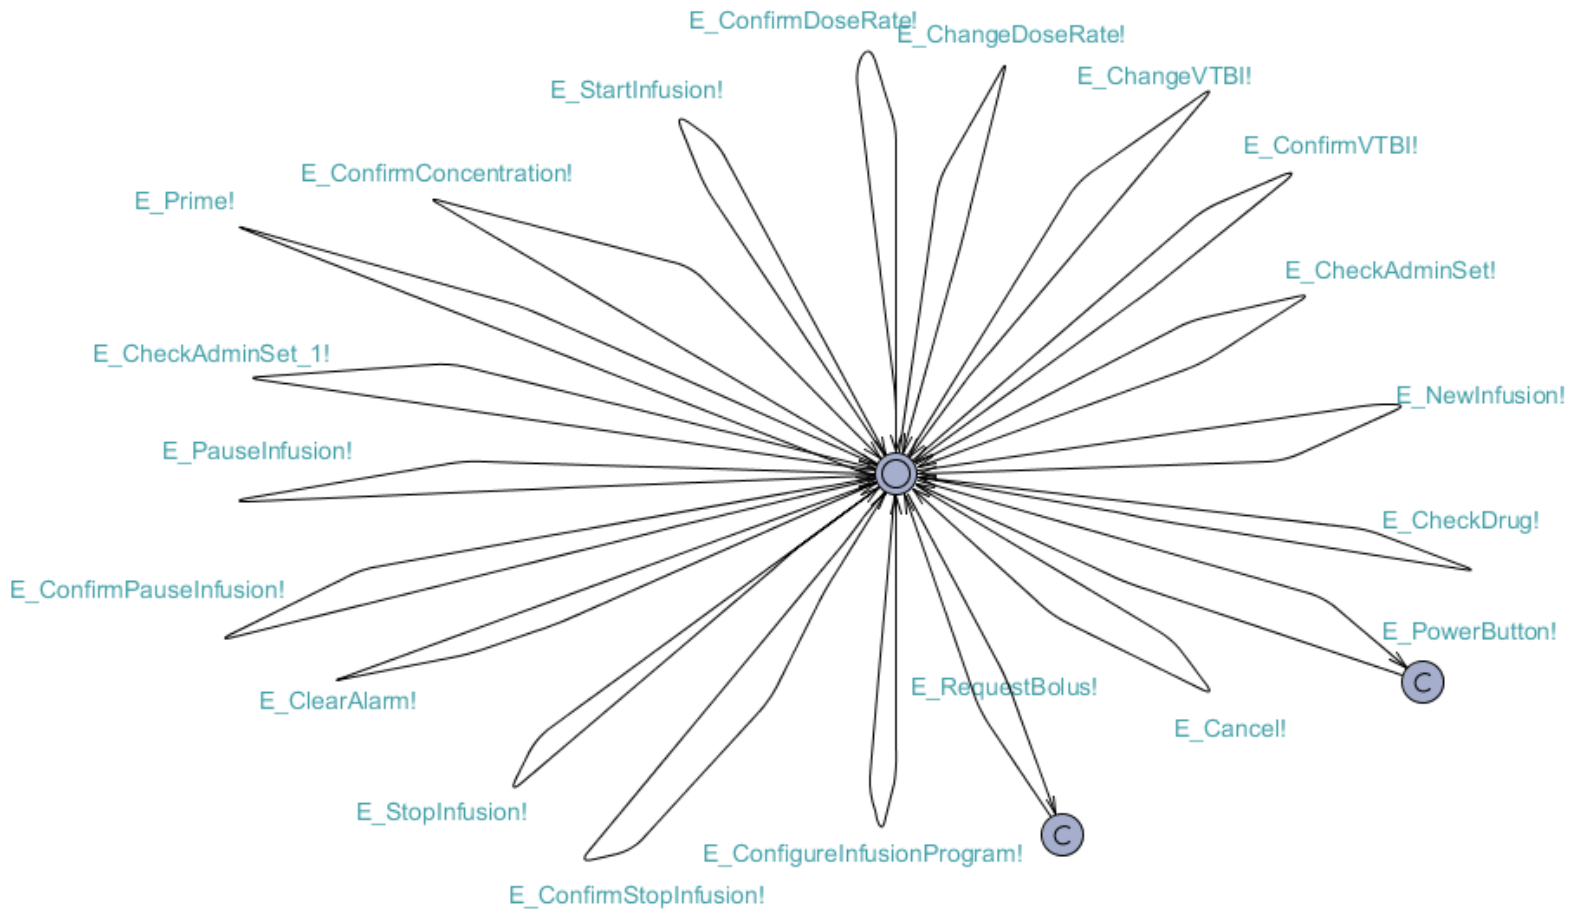 E_ConfirmDoseRate!
E_ChangeDoseRate!
E_ChangeVTBI!
E_StartInfusion!
E_ConfirmVTBI!
E_ConfirmConcentration!
E_Prime!
E_CheckAdminSet!
E_CheckAdminSet_1!
E_NewInfusion!
E_PauseInfusion!
E_CheckDrug!
E_ConfirmPauseInfusion!
E_PowerButton!
C
E_RequestBolus!
E_ClearAlarm!
E_Cancel!
E_StopInfusion!
C
E_ConfigureInfusionProgram!
E_ConfirmStopInfusion!